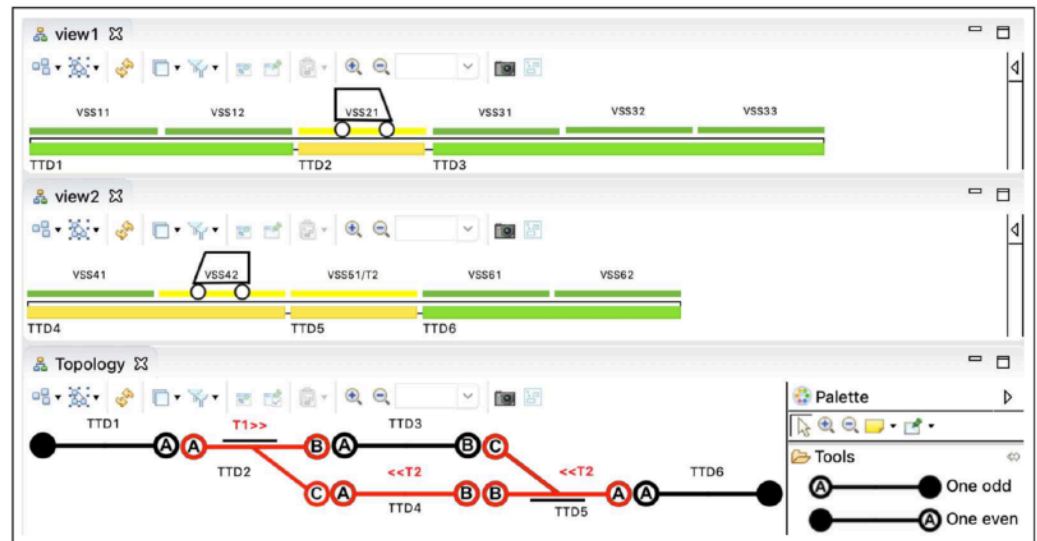 view1
VSS11 VSS12 VSS21 VSS31 VSS32 VSS33
TTD1 TTD2 TTD3
view2
VSS41 VSS42 VSS51/T2 VSS61 VSS62
TTD4 TTD5 TTD6
Topology
Palette
TTD1 T1>> TTD3
A A B A B C
Tools
TTD2 <<T2 <<T2 TTD6
C A B B A A
TTD4 TTD5
A One odd
A One even